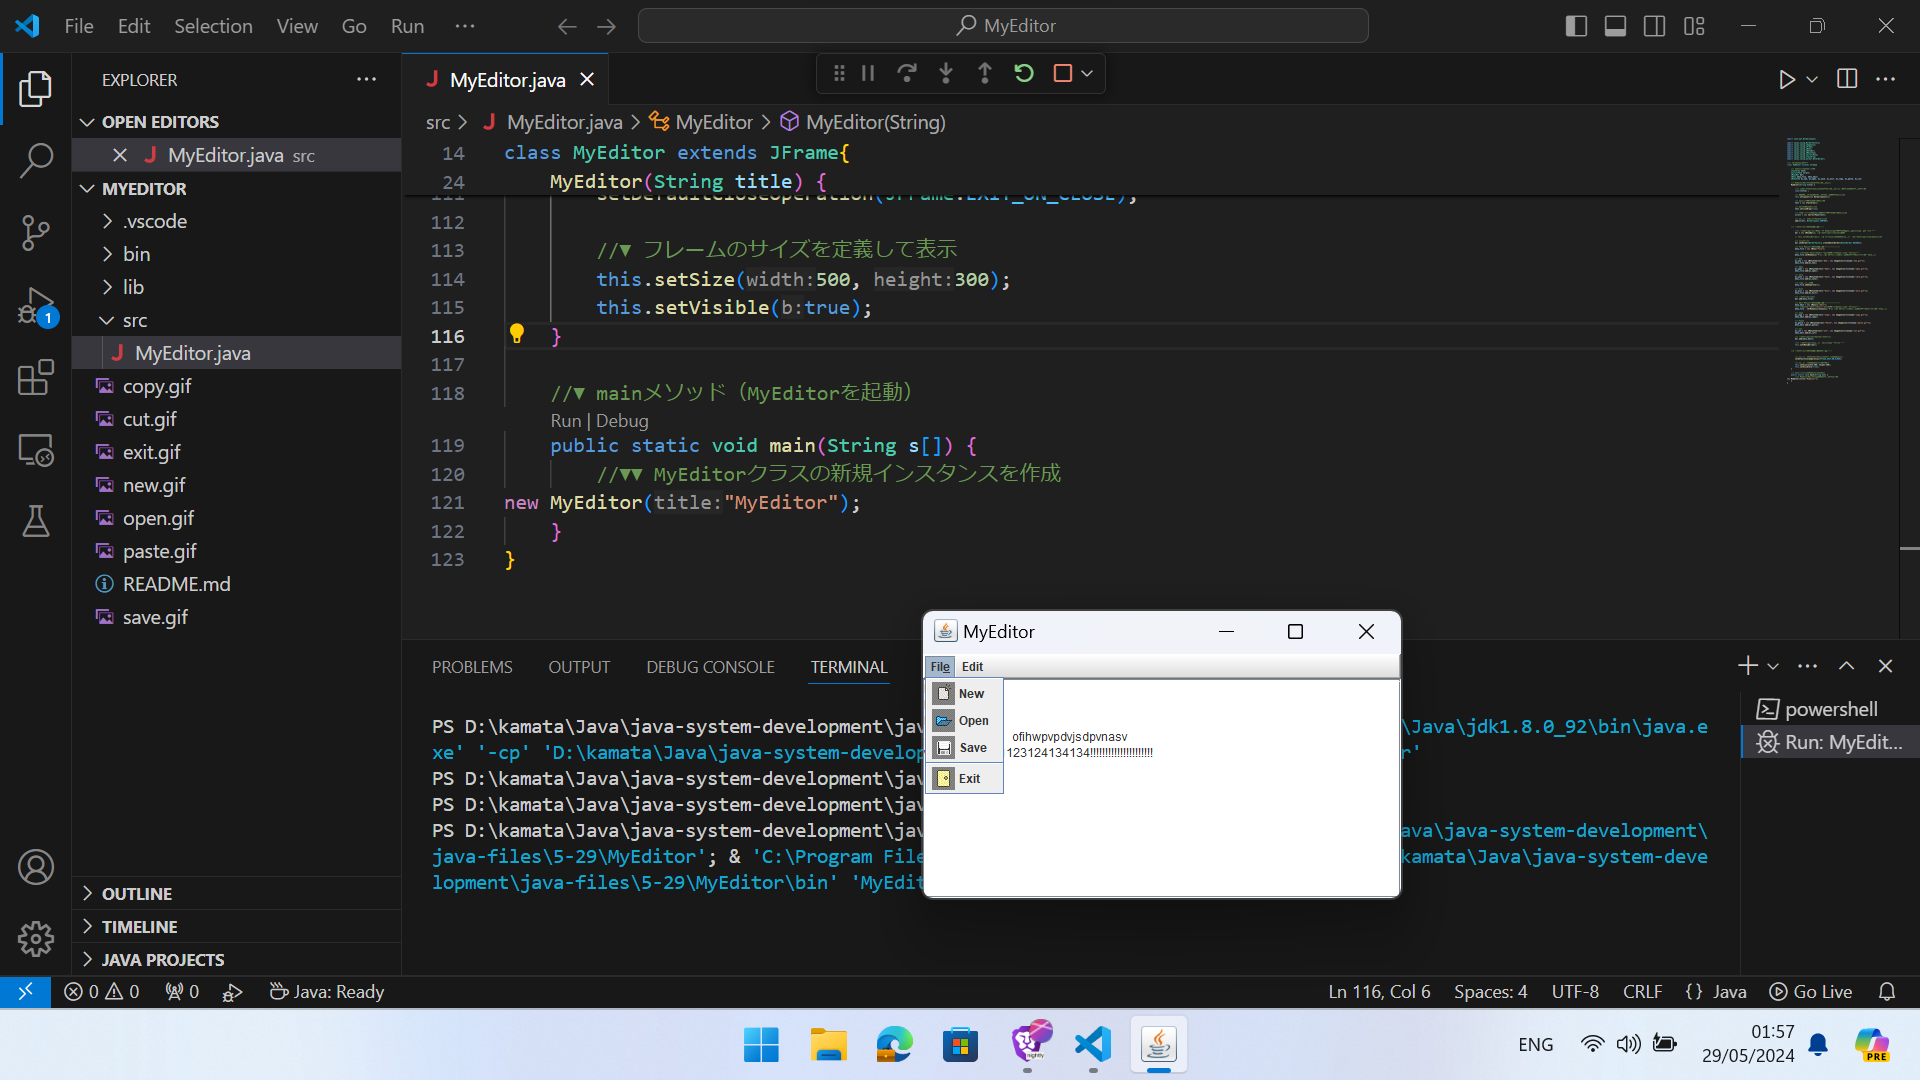 File Edit Selection View Go Run ···
MyEditor
EXPLORER
OPEN EDITORS
MyEditor.java src
MYEDITOR
.vscode
bin
lib
src
MyEditor.java
copy.gif
cut.gif
exit.gif
new.gif
open.gif
paste.gif
README.md
save.gif
OUTLINE
TIMELINE
JAVA PROJECTS
1
MyEditor.java
src > MyEditor.java > MyEditor > MyEditor(String)
14 class MyEditor extends JFrame{
24 MyEditor(String title) {
112
113 //▼ フレームのサイズを定義して表示
114 this.setSize(width:500, height:300);
115 this.setVisible(b:true);
116 }
117
118 //▼ mainメソッド（MyEditorを起動）
Run | Debug
119 public static void main(String s[]) {
120 //▼▼ MyEditorクラスの新規インスタンスを作成
121 new MyEditor(title:"MyEditor");
122 }
123 }
PROBLEMS OUTPUT DEBUG CONSOLE TERMINAL
PS D:\kamata\Java\java-system-development\jav
\Java\jdk1.8.0_92\bin\java.e
xe' '-cp' 'D:\kamata\Java\java-system-develop
r'
PS D:\kamata\Java\java-system-development\jav
PS D:\kamata\Java\java-system-development\jav
PS D:\kamata\Java\java-system-development\jav
ava\java-system-development\
java-files\5-29\MyEditor'; & 'C:\Program File
kamata\Java\java-system-deve
lopment\java-files\5-29\MyEditor\bin' 'MyEdit
powershell
Run: MyEdit...
MyEditor
File Edit
New
Open
Save
Exit
ofihwpvpdvjsdpvnasv
0 0 0 Java: Ready
Ln 116, Col 6 Spaces: 4 UTF-8 CRLF {} Java Go Live
ENG
01:57
29/05/2024
PRE